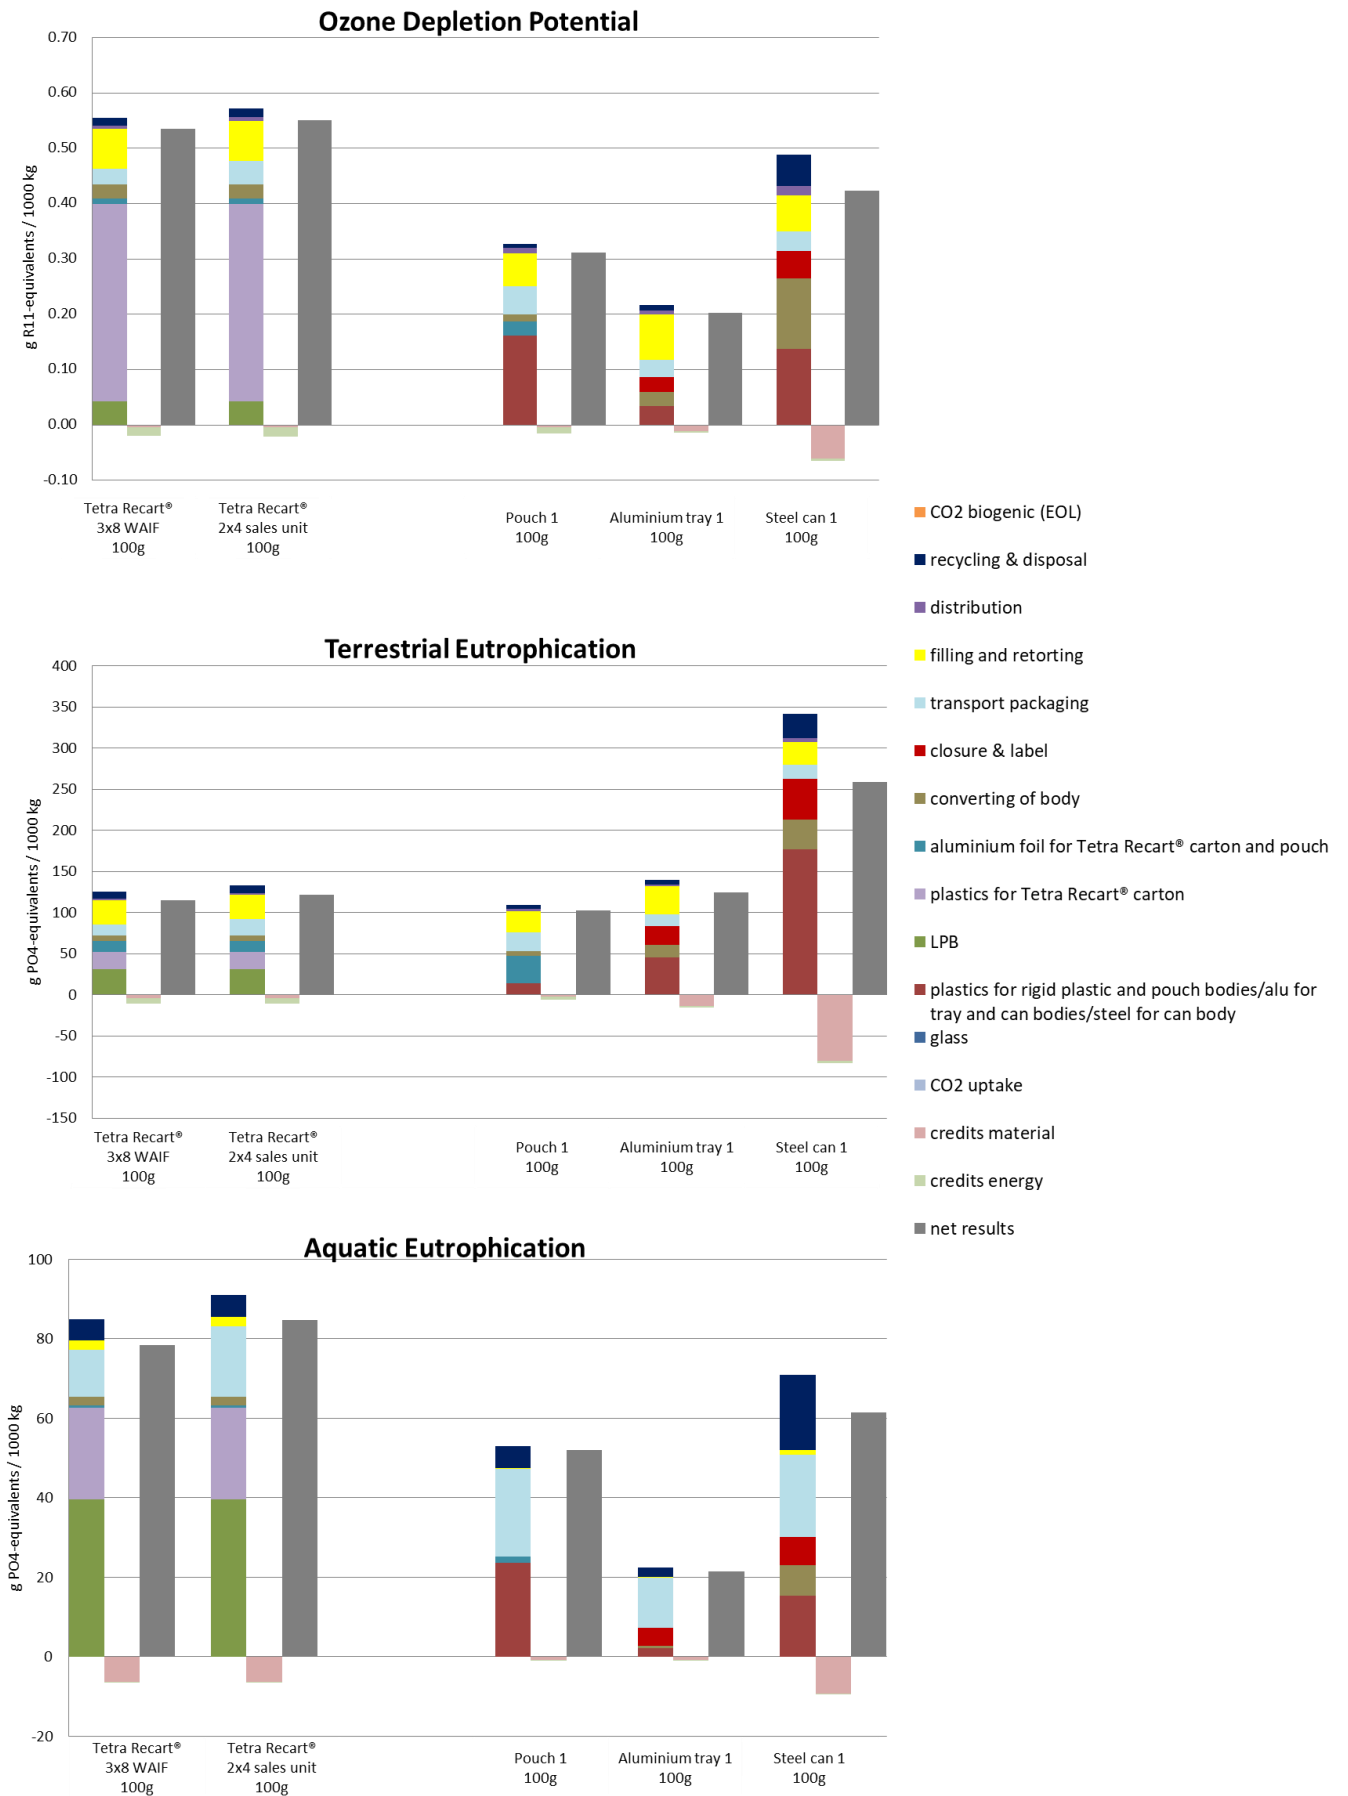 Ozone Depletion Potential
0.70
0.60
0.50
0.40
0.30
0.20
0.10
0.00
-0.10
g R11-equivalents / 1000 kg
Tetra Recart®
3x8 WAIF
100g
Tetra Recart®
2x4 sales unit
100g
Pouch 1
100g
Aluminium tray 1
100g
Steel can 1
100g
Terrestrial Eutrophication
400
350
300
250
200
150
100
50
0
-50
-100
-150
g PO4-equivalents / 1000 kg
Tetra Recart®
3x8 WAIF
100g
Tetra Recart®
2x4 sales unit
100g
Pouch 1
100g
Aluminium tray 1
100g
Steel can 1
100g
Aquatic Eutrophication
100
80
60
40
20
0
-20
g PO4-equivalents / 1000 kg
Tetra Recart®
3x8 WAIF
100g
Tetra Recart®
2x4 sales unit
100g
Pouch 1
100g
Aluminium tray 1
100g
Steel can 1
100g
CO2 biogenic (EOL)
recycling & disposal
distribution
filling and retorting
transport packaging
closure & label
converting of body
aluminium foil for Tetra Recart® carton and pouch
plastics for Tetra Recart® carton
LPB
plastics for rigid plastic and pouch bodies/alu for
tray and can bodies/steel for can body
glass
CO2 uptake
credits material
credits energy
net results